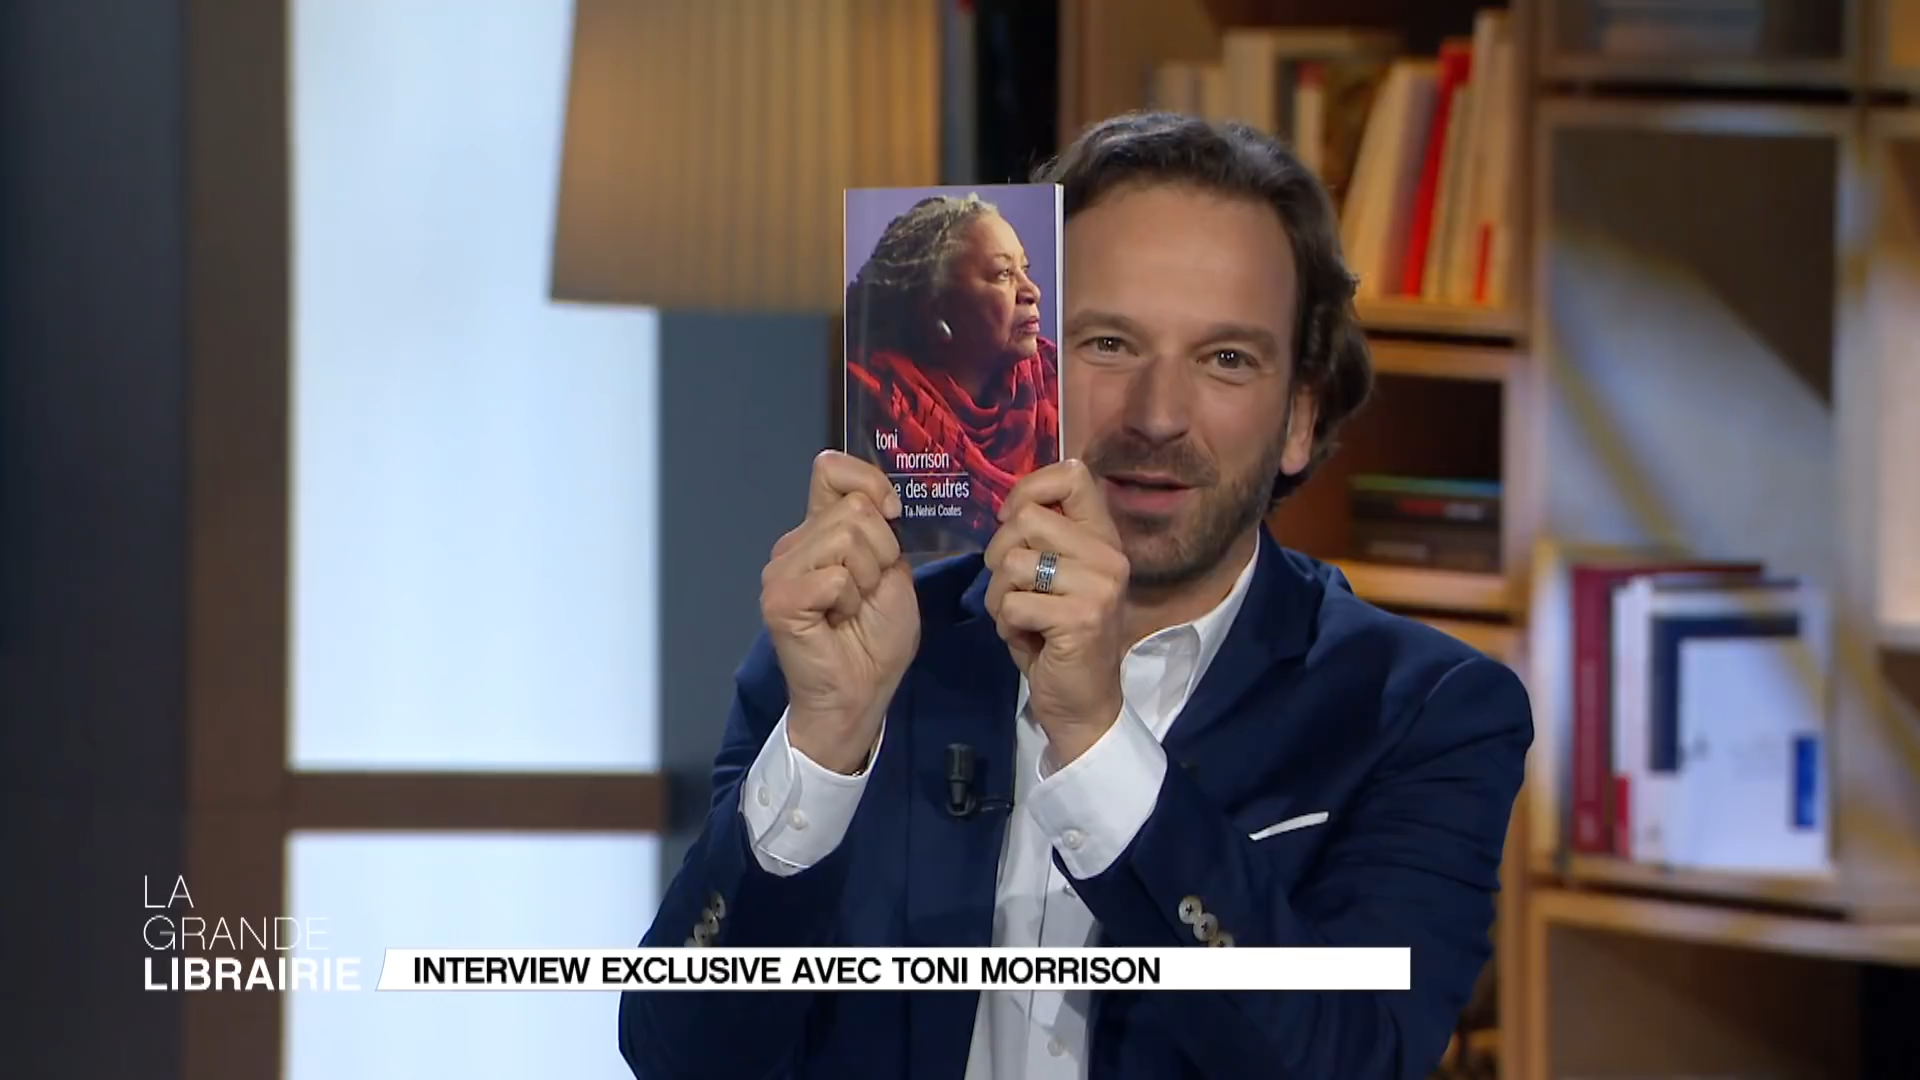 toni
morrison
e des autres
Ta-Nehisi Coates
LA
GRANDE
LIBRAIRIE
INTERVIEW EXCLUSIVE AVEC TONI MORRISON